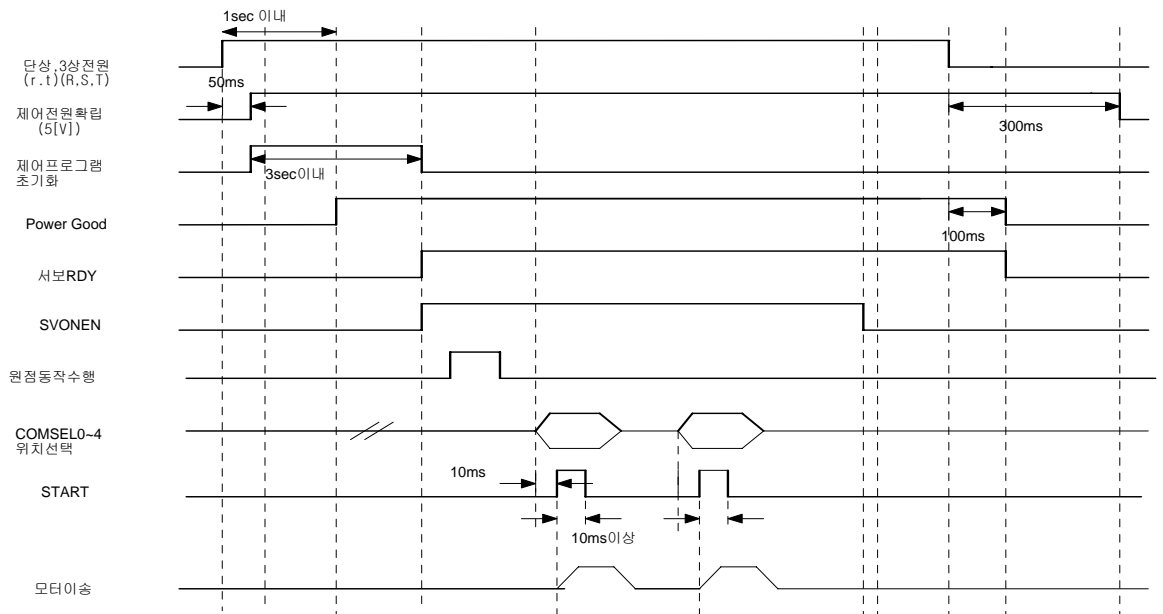 1sec 이내
단상,3상전원
(r.t)(R,S,T)
50ms
제어전원확립
(5[V])
300ms
제어프로그램
초기화
3sec이내
Power Good
100ms
서보RDY
SVONEN
원점동작수행
COMSEL0~4
위치선택
10ms
START
10ms이상
모터이송